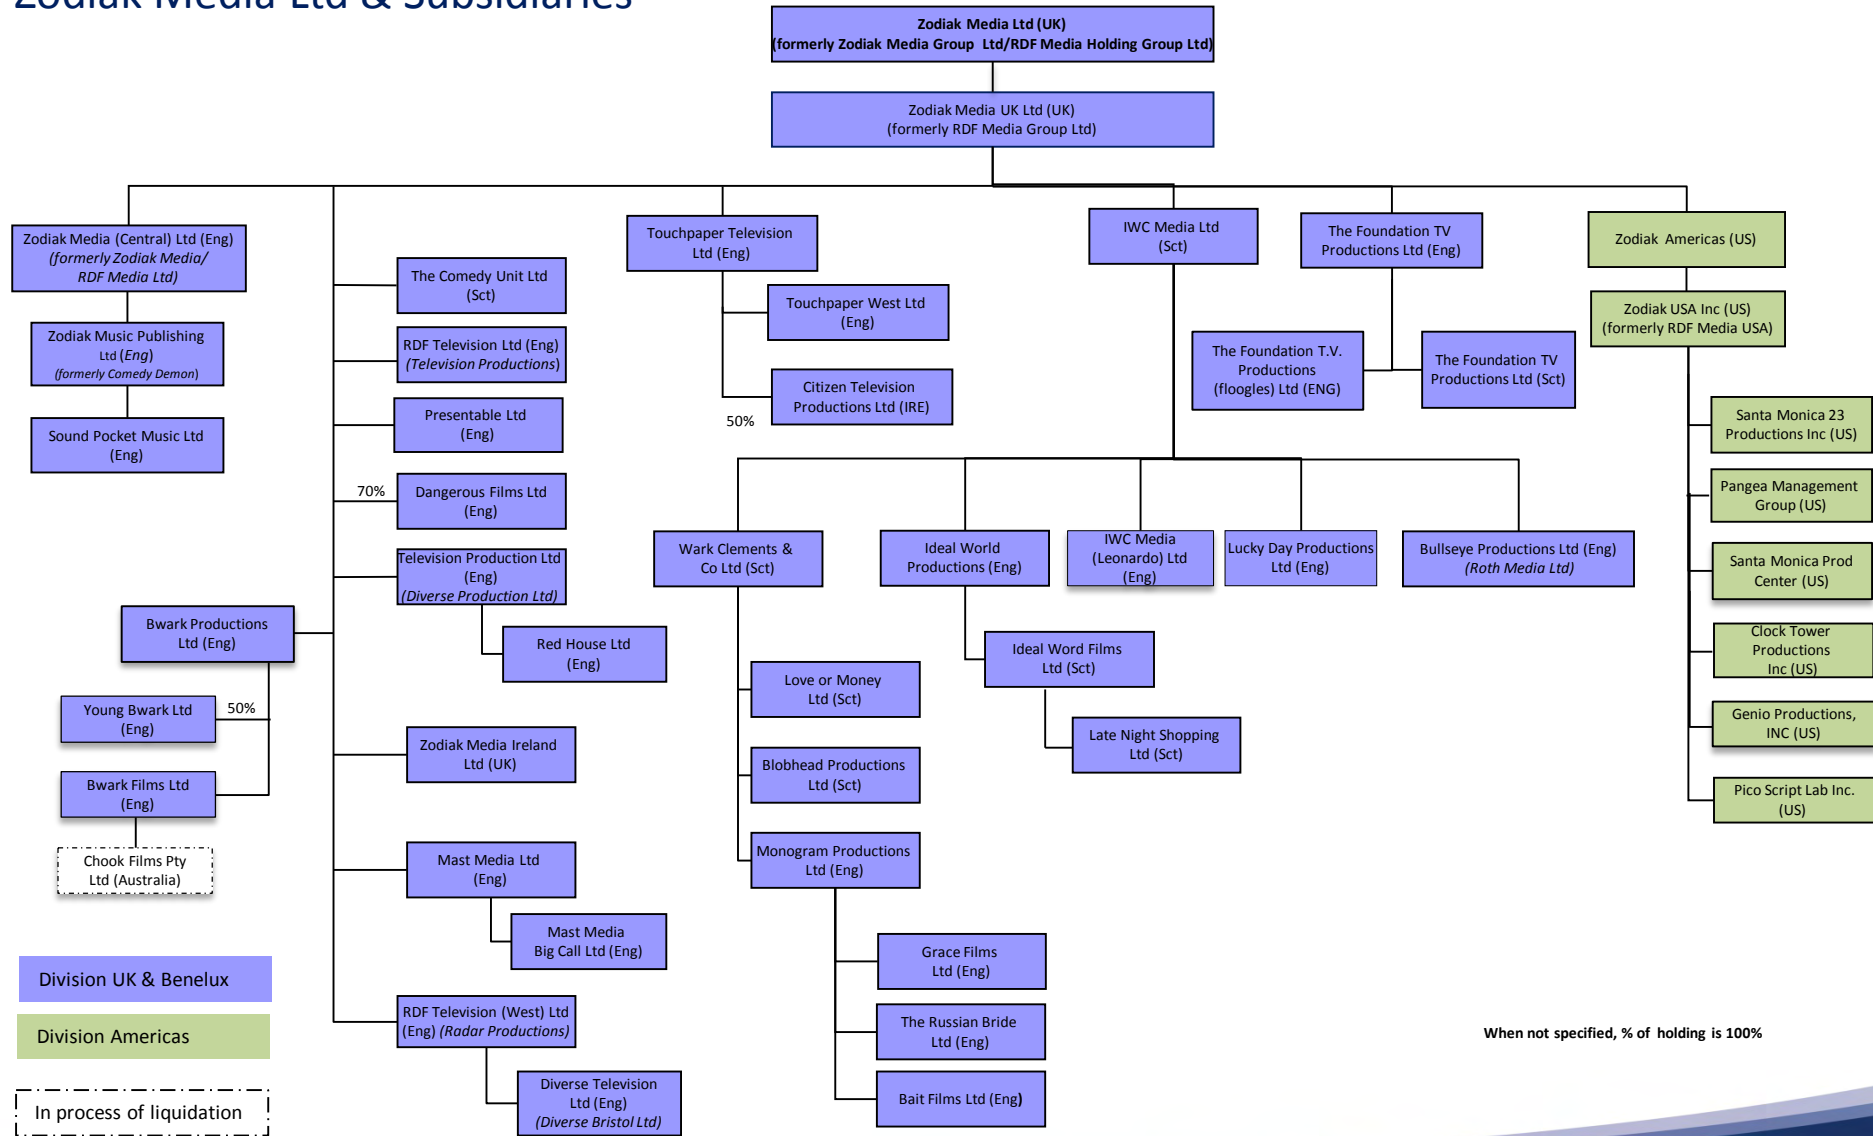 Zodiak Media Ltd & Subsidiaries
Zodiak Media Ltd (UK)
(formerly Zodiak Media Group Ltd/RDF Media Holding Group Ltd)
Zodiak Media UK Ltd (UK)
(formerly RDF Media Group Ltd)
Zodiak Media (Central) Ltd (Eng)
(formerly Zodiak Media/
RDF Media Ltd)
Zodiak Music Publishing
Ltd (Eng)
(formerly Comedy Demon)
Sound Pocket Music Ltd
(Eng)
The Comedy Unit Ltd
(Sct)
RDF Television Ltd (Eng)
(Television Productions)
Presentable Ltd
(Eng)
70%
Dangerous Films Ltd
(Eng)
Television Production Ltd
(Eng)
(Diverse Production Ltd)
Red House Ltd
(Eng)
Bwark Productions
Ltd (Eng)
Young Bwark Ltd
(Eng)
50%
Bwark Films Ltd
(Eng)
Chook Films Pty
Ltd (Australia)
Zodiak Media Ireland
Ltd (UK)
Mast Media Ltd
(Eng)
Mast Media
Big Call Ltd (Eng)
RDF Television (West) Ltd
(Eng) (Radar Productions)
Diverse Television
Ltd (Eng)
(Diverse Bristol Ltd)
Touchpaper Television
Ltd (Eng)
Touchpaper West Ltd
(Eng)
Citizen Television
Productions Ltd (IRE)
50%
IWC Media Ltd
(Sct)
Wark Clements &
Co Ltd (Sct)
Love or Money
Ltd (Sct)
Blobhead Productions
Ltd (Sct)
Monogram Productions
Ltd (Eng)
Grace Films
Ltd (Eng)
The Russian Bride
Ltd (Eng)
Bait Films Ltd (Eng)
Ideal World
Productions (Eng)
Ideal Word Films
Ltd (Sct)
Late Night Shopping
Ltd (Sct)
IWC Media
(Leonardo) Ltd
(Eng)
Lucky Day Productions
Ltd (Eng)
Bullseye Productions Ltd (Eng)
(Roth Media Ltd)
The Foundation TV
Productions Ltd (Eng)
The Foundation T.V.
Productions
(floogles) Ltd (ENG)
The Foundation TV
Productions Ltd (Sct)
Zodiak Americas (US)
Zodiak USA Inc (US)
(formerly RDF Media USA)
Santa Monica 23
Productions Inc (US)
Pangea Management
Group (US)
Santa Monica Prod
Center (US)
Clock Tower
Productions
Inc (US)
Genio Productions,
INC (US)
Pico Script Lab Inc.
(US)
Division UK & Benelux
Division Americas
In process of liquidation
When not specified, % of holding is 100%